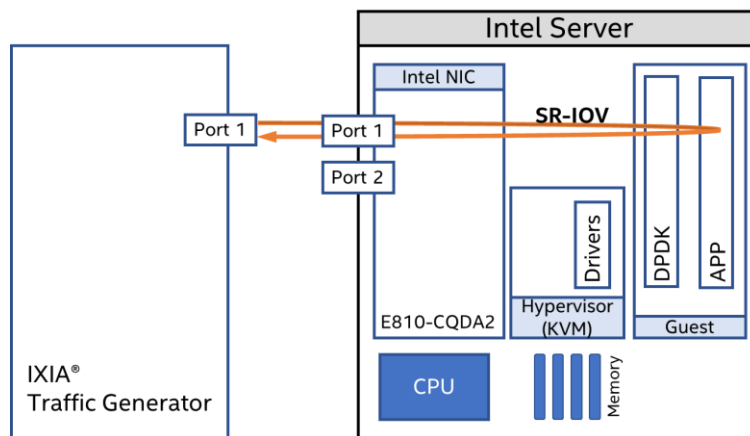 Intel Server
Intel NIC
SR-IOV
Port 1
Port 1
Port 2
Drivers
DPDK
APP
E810-CQDA2
Hypervisor
(KVM)
Guest
IXIA®
Traffic Generator
CPU
Memory